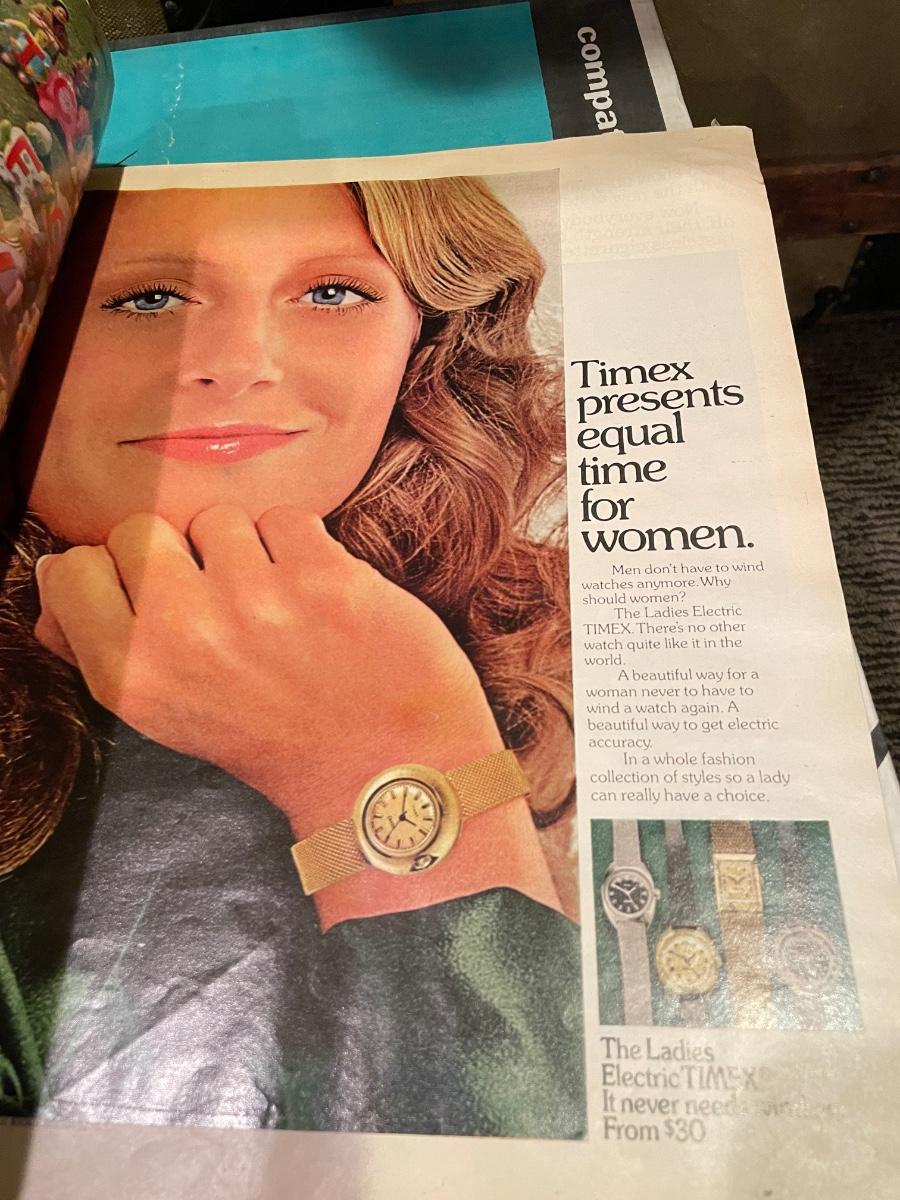 compa
Timex
presents
equal
time
for
women.
Men don't have to wind
watches anymore. Why
should women?
The Ladies Electric
TIMEX. There's no other
watch quite like it in the
world.
A beautiful way for a
woman never to have to
wind a watch again. A
beautiful way to get electric
accuracy.
In a whole fashion
collection of styles so a lady
can really have a choice.
The Ladies
Electric TIMEX®
It never needs winding.
From $30